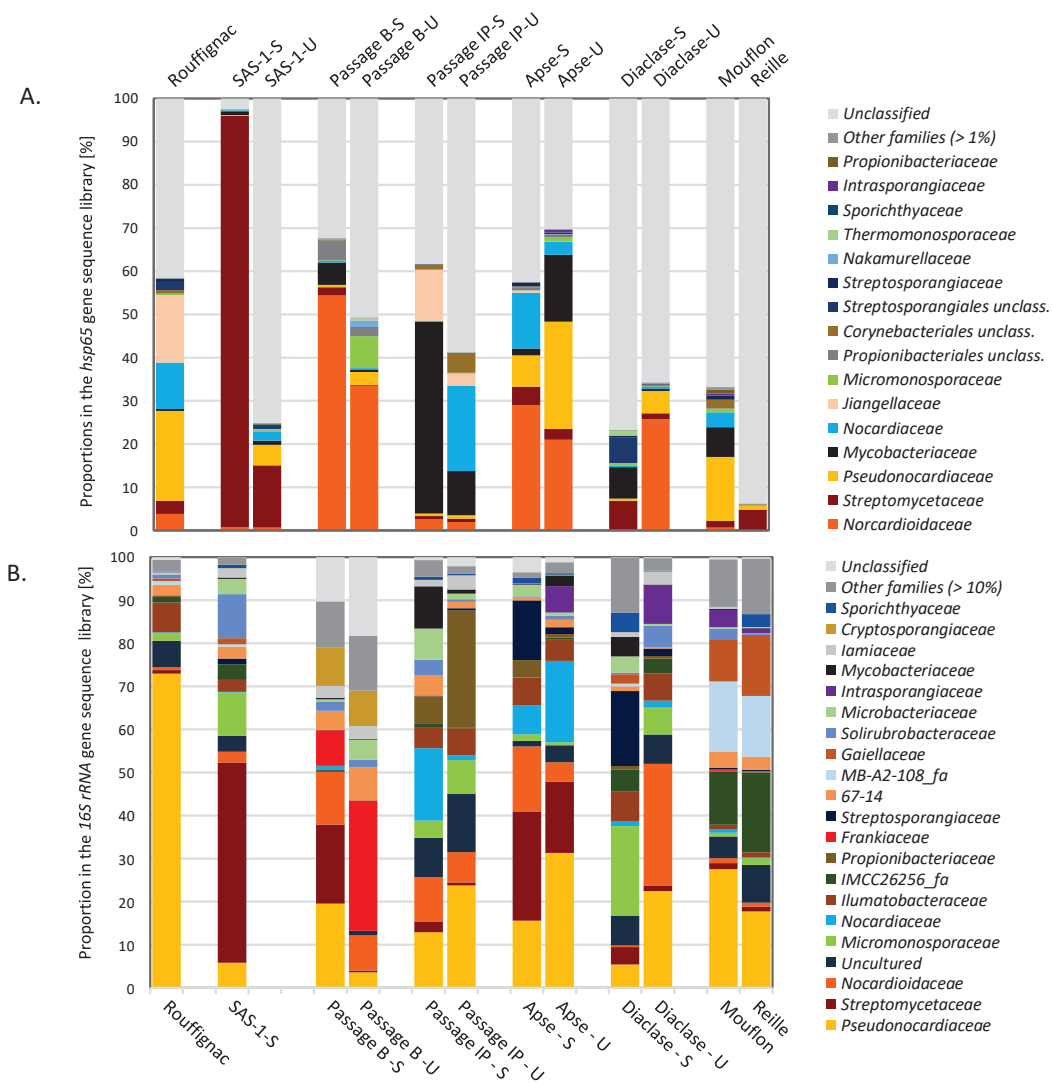 Rouffignac
SAS-1-S
SAS-1-U
Passage B-S
Passage B-U
Passage IP-S
Passage IP-U
Apse-S
Apse-U
Diaclase-S
Diaclase-U
Mouflon
Reille
A.
Proportions in the hsp65 gene sequence library [%]
100
90
80
70
60
50
40
30
20
10
0
Unclassified
Other families (> 1%)
Propionibacteriaceae
Intrasporangiaceae
Sporichthyaceae
Thermomonosporaceae
Nakamurellaceae
Streptosporangiaceae
Streptosporangiales unclass.
Corynebacteriales unclass.
Propionibacteriales unclass.
Micromonosporaceae
Jiangellaceae
Nocardiaceae
Mycobacteriaceae
Pseudonocardiaceae
Streptomycetaceae
Norcardioidaceae
B.
Proportion in the 16S rRNA gene sequence library [%]
100
90
80
70
60
50
40
30
20
10
0
Unclassified
Other families (> 10%)
Sporichthyaceae
Cryptosporangiaceae
Iamiaceae
Mycobacteriaceae
Intrasporangiaceae
Microbacteriaceae
Solirubrobacteraceae
Gaiellaceae
MB-A2-108_fa
67-14
Streptosporangiaceae
Frankiaceae
Propionibacteriaceae
IMCC26256_fa
Ilumatobacteraceae
Nocardiaceae
Micromonosporaceae
Uncultured
Nocardioidaceae
Streptomycetaceae
Pseudonocardiaceae
Rouffignac
SAS-1-S
Passage B -S
Passage B - U
Passage IP - S
Passage IP - U
Apse - S
Apse - U
Diaclase - S
Diaclase - U
Mouflon
Reille